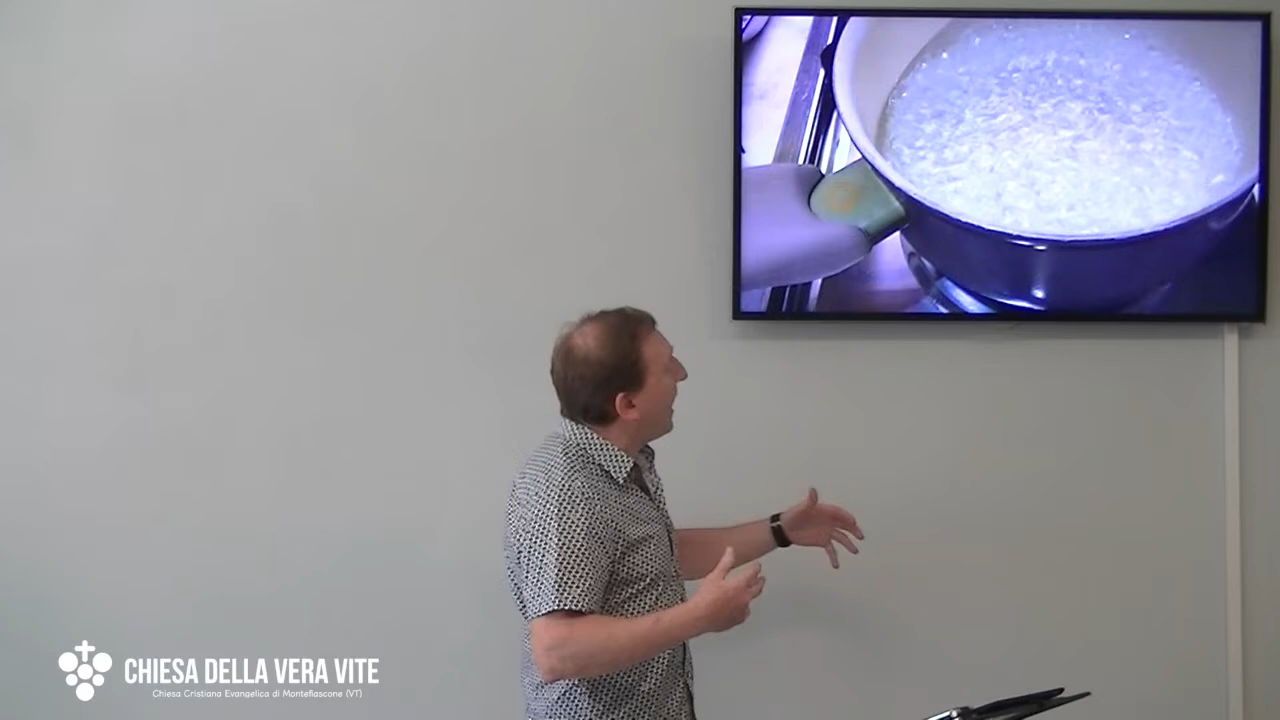 CHIESA DELLA VERA VITE
Chiesa Cristiana Evangelica di Montefiascone (VT)